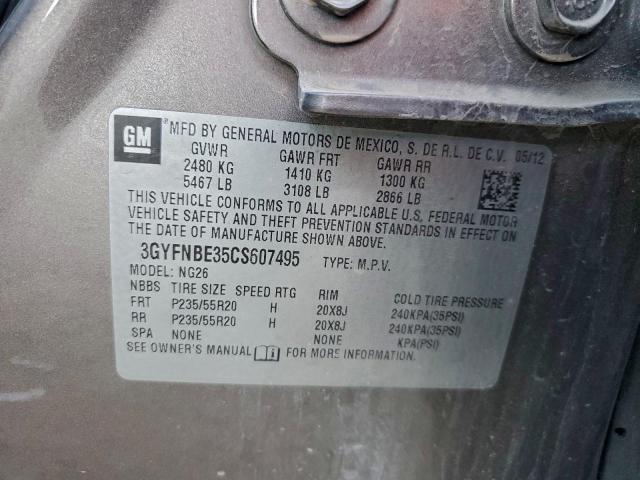 GM MFD BY GENERAL MOTORS DE MEXICO, S. DE R.L. DE C.V. 05/12
GVWR GAWR FRT GAWR RR
2480 KG 1410 KG 1300 KG
5467 LB 3108 LB 2866 LB
THIS VEHICLE CONFORMS TO ALL APPLICABLE U.S. FEDERAL MOTOR
VEHICLE SAFETY AND THEFT PREVENTION STANDARDS IN EFFECT ON
THE DATE OF MANUFACTURE SHOWN ABOVE.
3GYFNBE35CS607495 TYPE: M.P.V.
MODEL: NG26
NBBS TIRE SIZE SPEED RTG RIM COLD TIRE PRESSURE
FRT P235/55R20 H 20X8J 240KPA(35PSI)
RR P235/55R20 H 20X8J 240KPA(35PSI)
SPA NONE NONE KPA(PSI)
SEE OWNER'S MANUAL i FOR MORE INFORMATION.